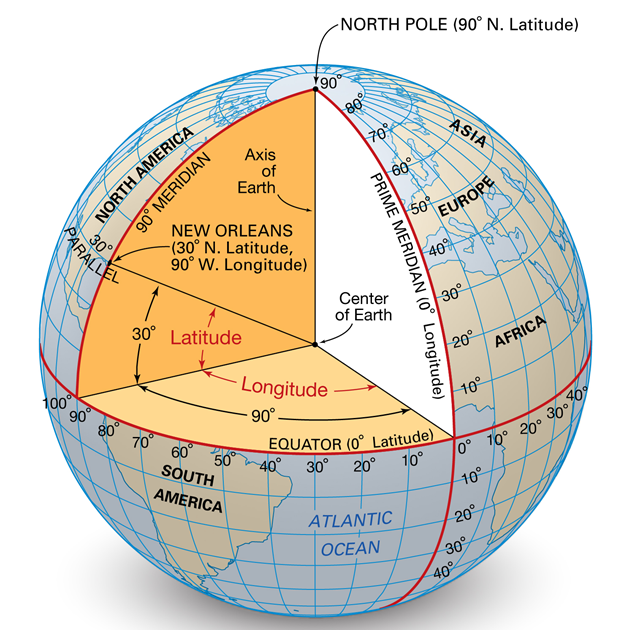 NORTH POLE (90° N. Latitude)
90°
80°
70°
60°
50°
40°
30°
20°
10°
ASIA
EUROPE
AFRICA
NORTH AMERICA
90° MERIDIAN
Axis
of
Earth
PRIME MERIDIAN (0° Longitude)
NEW ORLEANS
(30° N. Latitude,
90° W. Longitude)
30°
PARALLEL
Center
of Earth
30°
Latitude
Longitude
90°
EQUATOR (0° Latitude)
100°
90°
80°
70°
60°
50°
40°
30°
20°
10°
0°
10°
20°
30°
40°
10°
20°
30°
40°
SOUTH
AMERICA
ATLANTIC
OCEAN